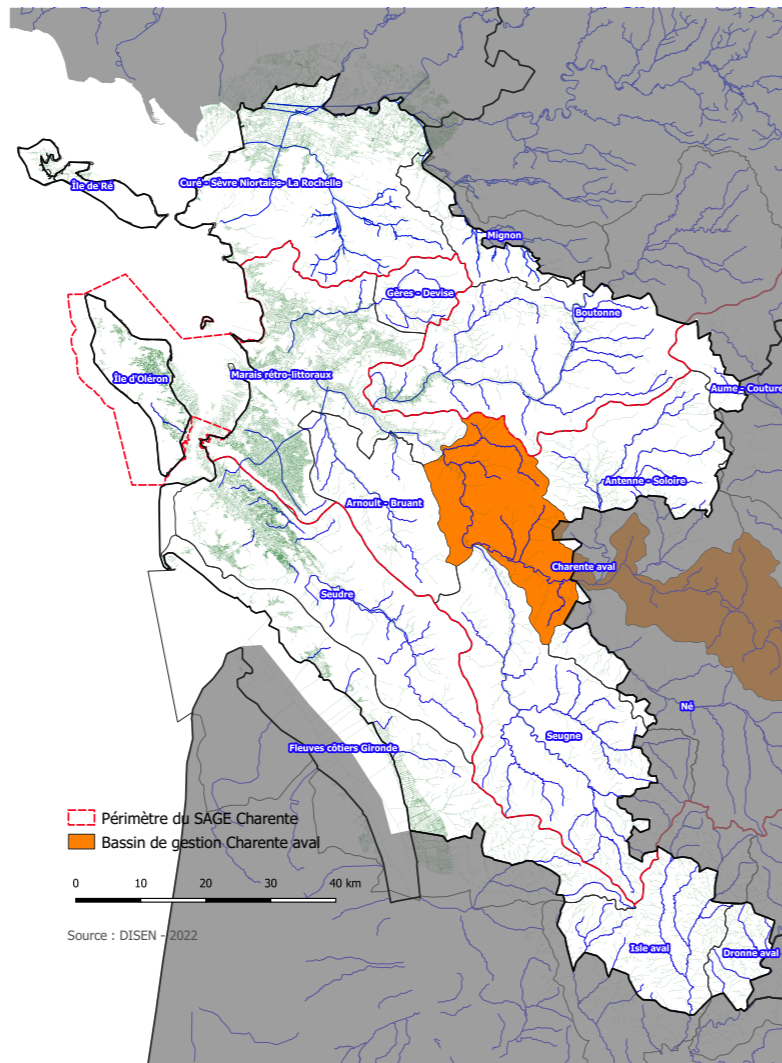 Île de Ré
Curé - Sèvre Niortaise- La Rochelle
Mignon
Gères - Devise
Boutonne
Île d'Oléron
Marais rétro-littoraux
Aume - Couture
Antenne - Soloire
Arnoult - Bruant
Charente aval
Seudre
Né
Seugne
Fleuves côtiers Gironde
Périmètre du SAGE Charente
Bassin de gestion Charente aval
0 10 20 30 40 km
Source : DISEN - 2022
Isle aval
Dronne aval